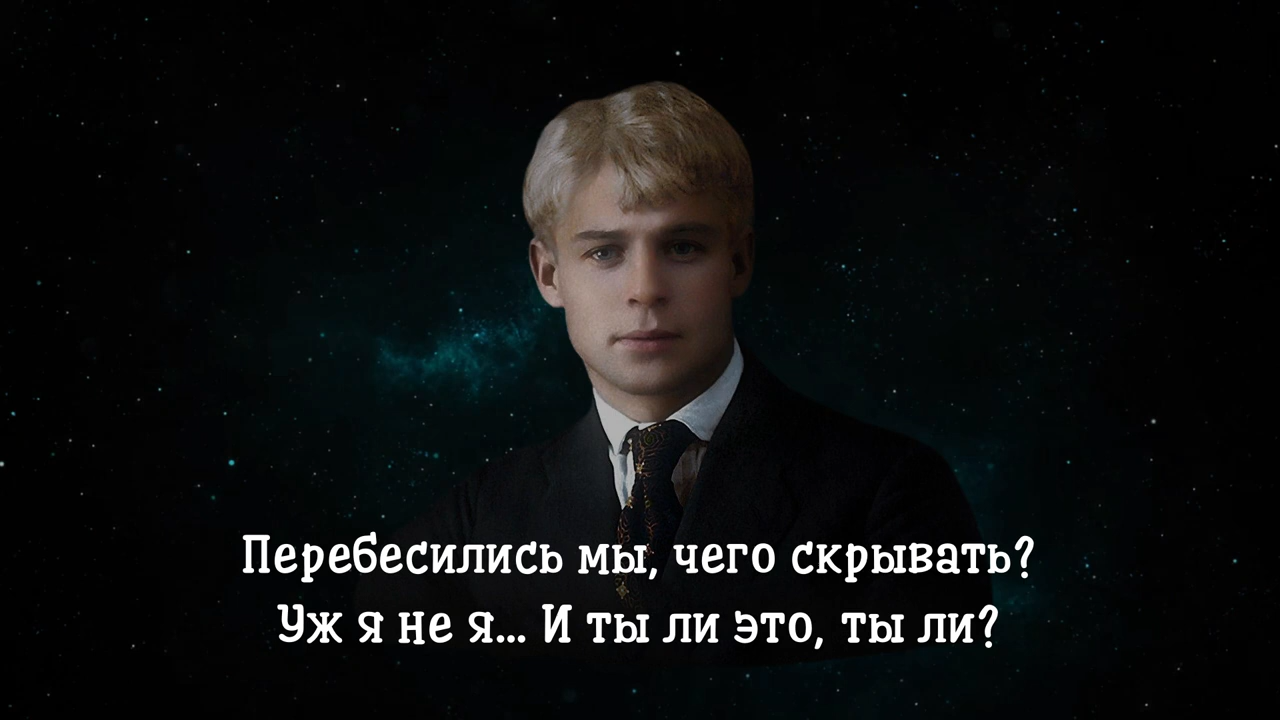 Перебесились мы, чего скрывать?
Уж я не я... И ты ли это, ты ли?